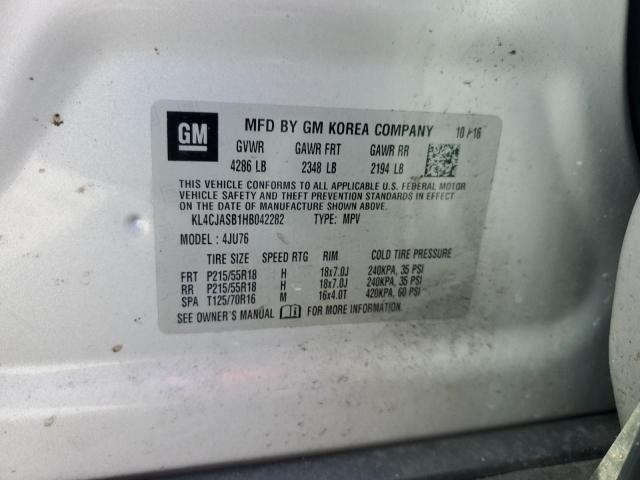 GM MFD BY GM KOREA COMPANY 10/16
GVWR GAWR FRT GAWR RR
4286 LB 2348 LB 2194 LB
THIS VEHICLE CONFORMS TO ALL APPLICABLE U.S. FEDERAL MOTOR
VEHICLE SAFETY AND THEFT PREVENTION STANDARDS IN EFFECT
ON THE DATE OF MANUFACTURE SHOWN ABOVE.
KL4CJASB1HB042282 TYPE: MPV
MODEL: 4JU76
TIRE SIZE SPEED RTG RIM COLD TIRE PRESSURE
FRT P215/55R18 H 18x7.0J 240KPA, 35 PSI
RR P215/55R18 H 18x7.0J 240KPA, 35 PSI
SPA T125/70R16 M 16x4.0T 420KPA, 60 PSI
SEE OWNER'S MANUAL FOR MORE INFORMATION.